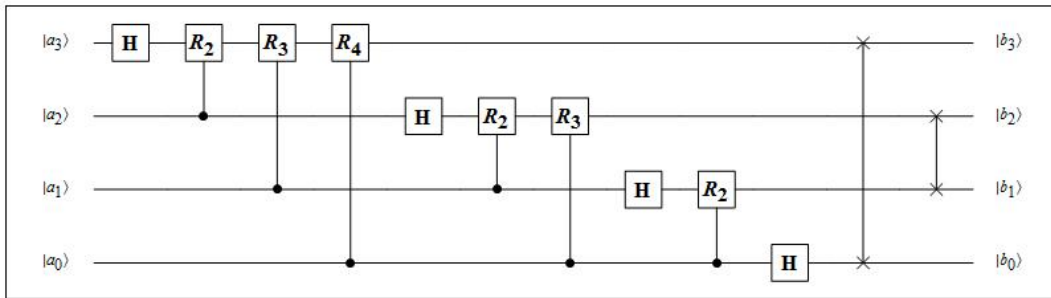 |a₃⟩ H R₂ R₃ R₄ |b₃⟩
|a₂⟩ H R₂ R₃ |b₂⟩
|a₁⟩ H R₂ |b₁⟩
|a₀⟩ H |b₀⟩